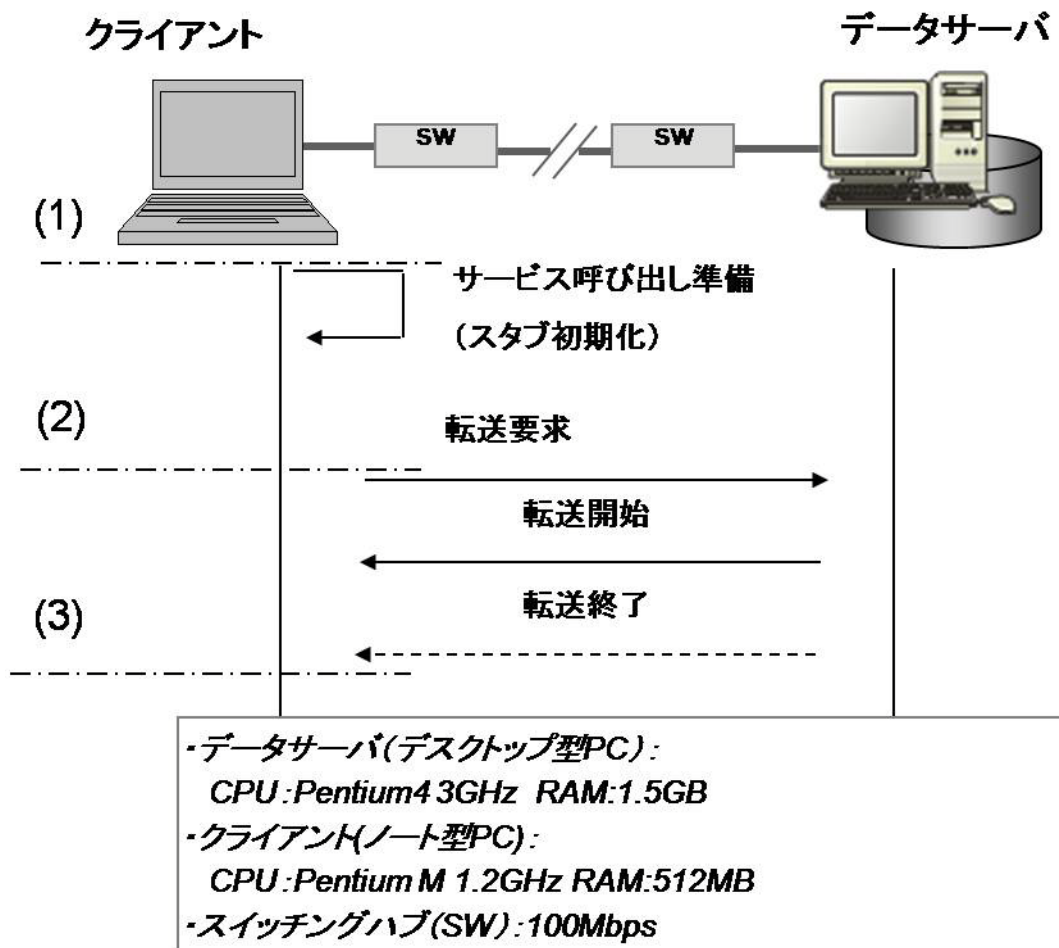 クライアント
データサーバ
SW
SW
(1)
サービス呼び出し準備
(スタブ初期化)
(2)
転送要求
転送開始
(3)
転送終了
・データサーバ(デスクトップ型PC):
CPU:Pentium4 3GHz RAM:1.5GB
・クライアント(ノート型PC):
CPU:Pentium M 1.2GHz RAM:512MB
・スイッチングハブ(SW):100Mbps